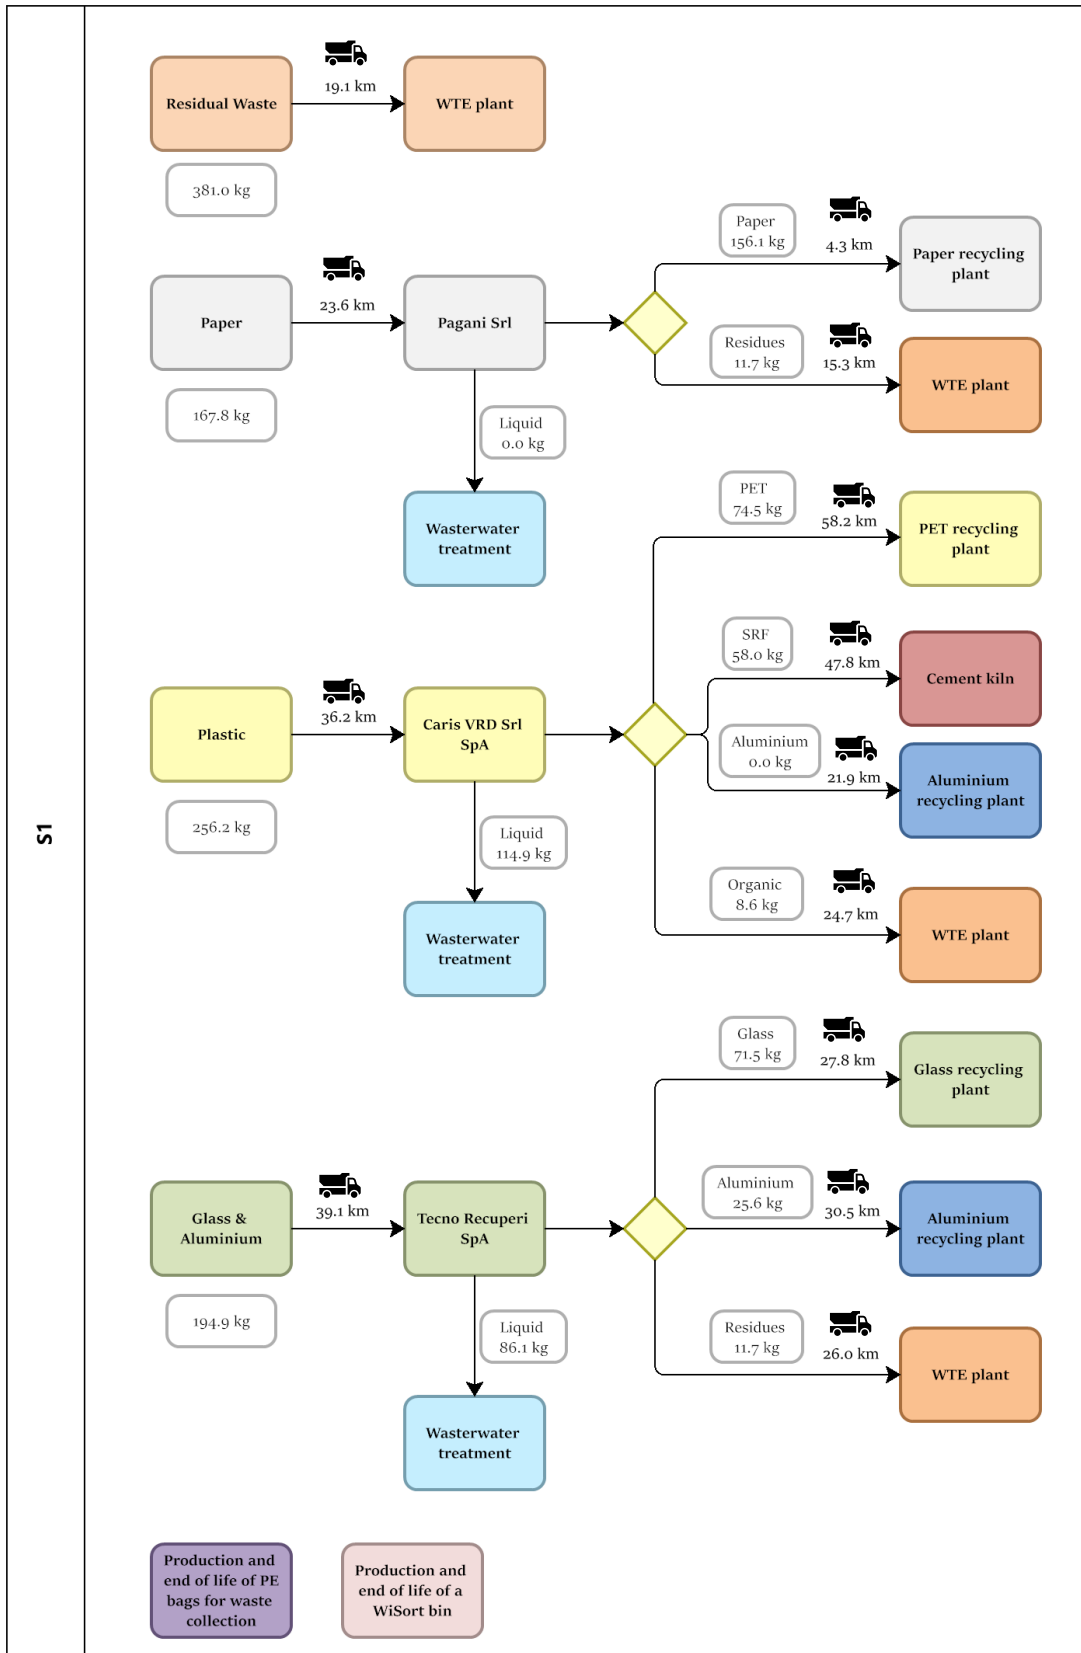 S1
19.1 km
Residual Waste
WTE plant
381.0 kg
Paper
156.1 kg
4.3 km
Paper recycling
plant
23.6 km
Paper
Pagani Srl
Residues
11.7 kg
15.3 km
WTE plant
167.8 kg
Liquid
0.0 kg
Wasterwater
treatment
PET
74.5 kg
58.2 km
PET recycling
plant
SRF
58.0 kg
47.8 km
Cement kiln
36.2 km
Plastic
Caris VRD Srl
SpA
Aluminium
0.0 kg
21.9 km
Aluminium
recycling plant
256.2 kg
Liquid
114.9 kg
Organic
8.6 kg
24.7 km
WTE plant
Wasterwater
treatment
Glass
71.5 kg
27.8 km
Glass recycling
plant
39.1 km
Glass &
Aluminium
Tecno Recuperi
SpA
Aluminium
25.6 kg
30.5 km
Aluminium
recycling plant
194.9 kg
Liquid
86.1 kg
Residues
11.7 kg
26.0 km
WTE plant
Wasterwater
treatment
Production and
end of life of PE
bags for waste
collection
Production and
end of life of a
WiSort bin